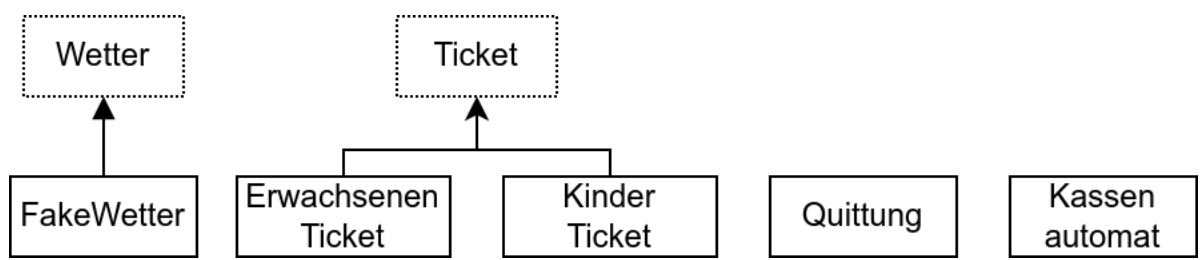 Wetter
Ticket
FakeWetter
Erwachsenen
Ticket
Kinder
Ticket
Quittung
Kassen
automat